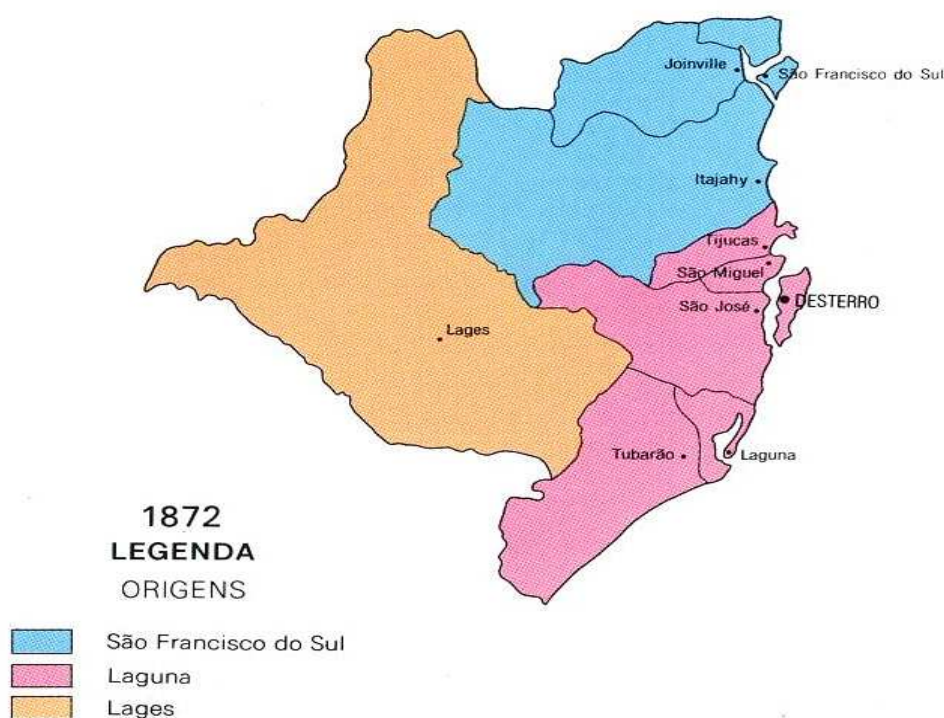 Joinville
São Francisco do Sul
Itajahy
Tijucas
São Miguel
São José
DESTERRO
Lages
Tubarão
Laguna
1872
LEGENDA
ORIGENS
São Francisco do Sul
Laguna
Lages